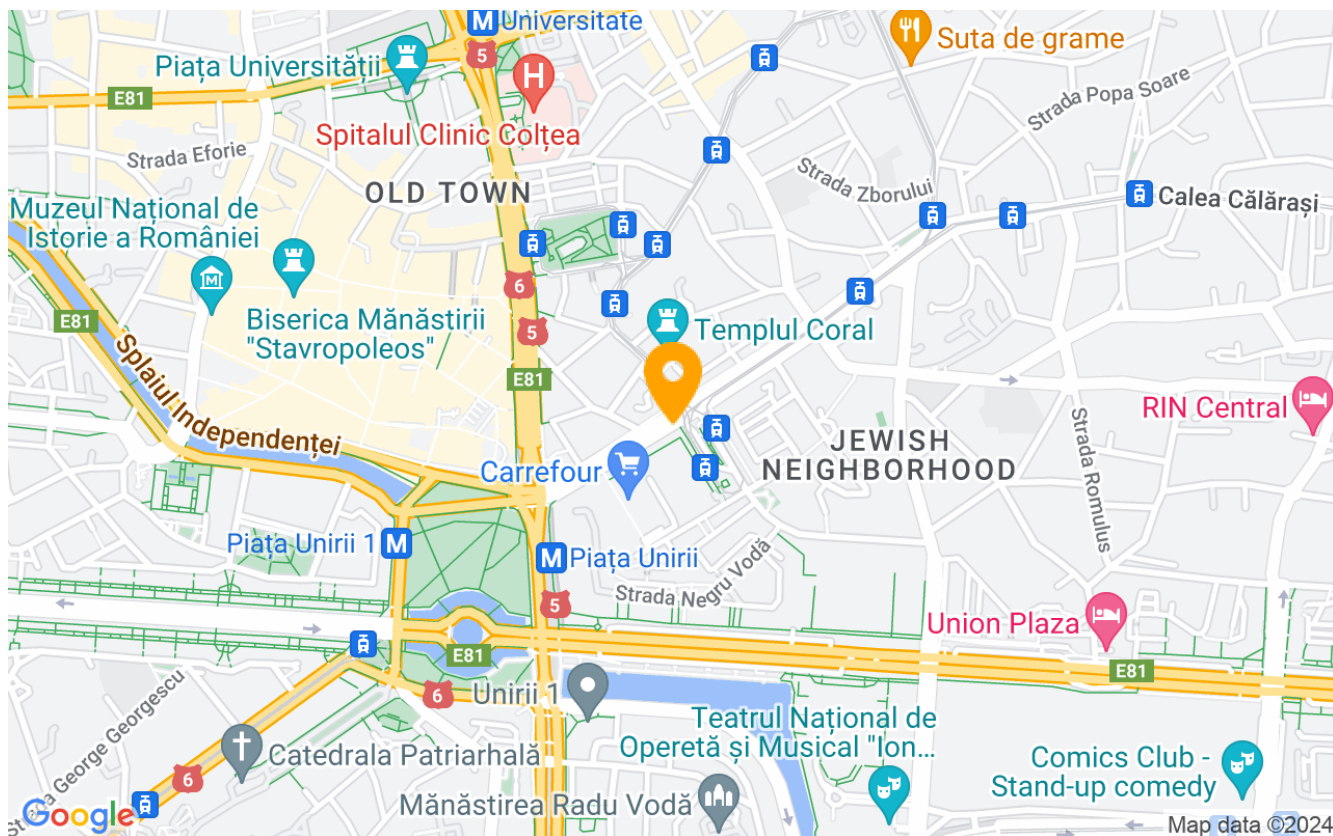 Universitate
5
Suta de grame
Piața Universității
H
E81
Strada Popa Soare
Spitalul Clinic Colțea
Strada Eforie
OLD TOWN
Strada Zborului
Calea Călărași
Muzeul Național de
Istorie a României
6
E81
Biserica Mănăstirii
"Stavropoleos"
5
Templul Coral
Splaiul Independenței
E81
RIN Central
JEWISH
NEIGHBORHOOD
Strada Romulus
Carrefour
Piața Unirii 1
M
M
Piața Unirii
Strada Negru Vodă
5
Union Plaza
E81
E81
6
Unirii 1
Strada George Georgescu
Teatrul Național de
Operetă și Musical "Ion...
Catedrala Patriarhală
Comics Club -
Stand-up comedy
6
Mănăstirea Radu Vodă
Google
Map data ©2024